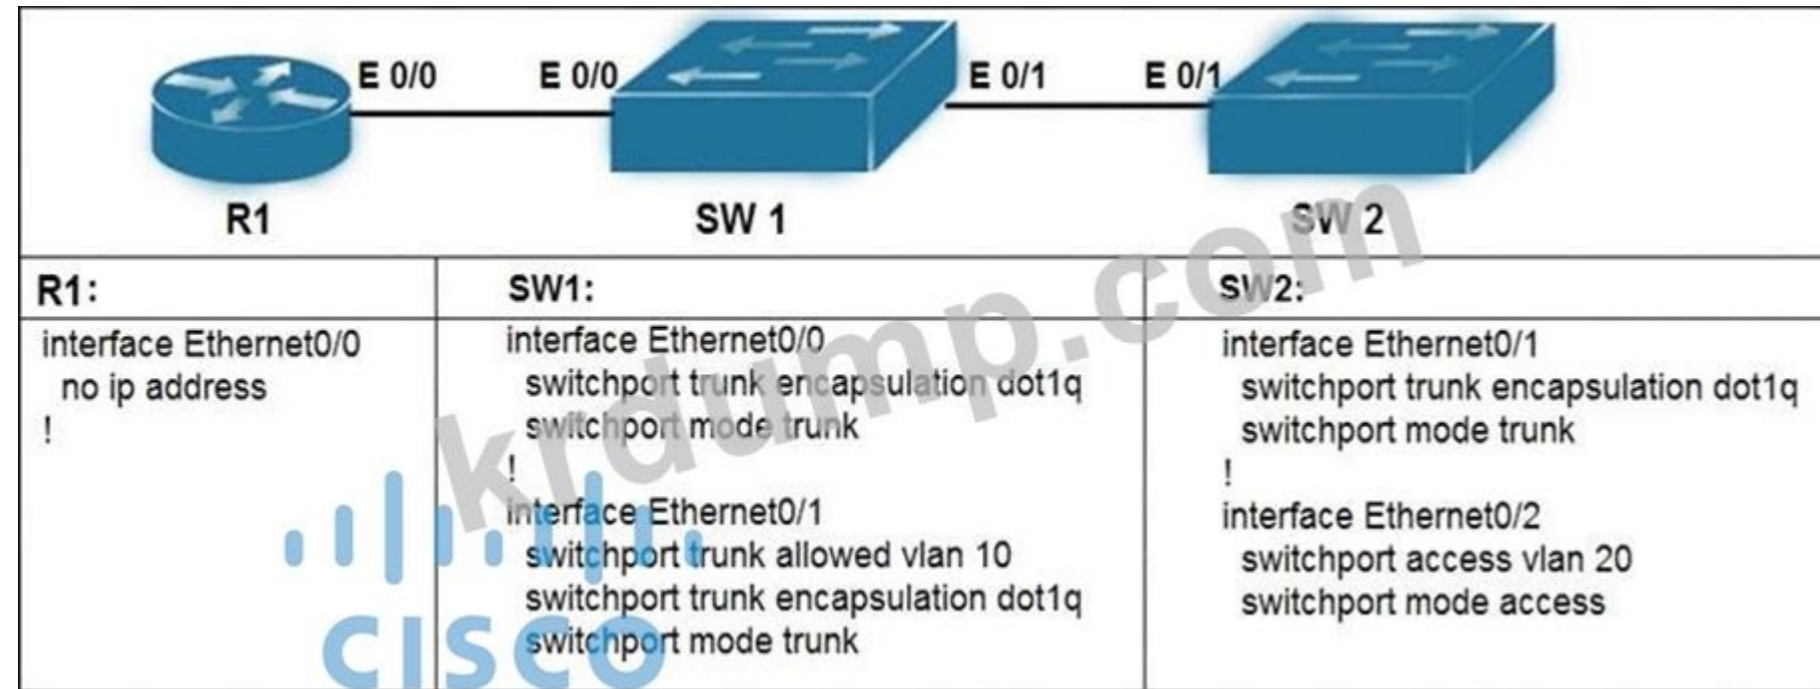 E 0/0
E 0/0
E 0/1
E 0/1
R1
SW 1
SW 2
R1:
interface Ethernet0/0
no ip address
!
SW1:
interface Ethernet0/0
switchport trunk encapsulation dot1q
switchport mode trunk
!
interface Ethernet0/1
switchport trunk allowed vlan 10
switchport trunk encapsulation dot1q
switchport mode trunk
SW2:
interface Ethernet0/1
switchport trunk encapsulation dot1q
switchport mode trunk
!
interface Ethernet0/2
switchport access vlan 20
switchport mode access
krdump.com
CISCO